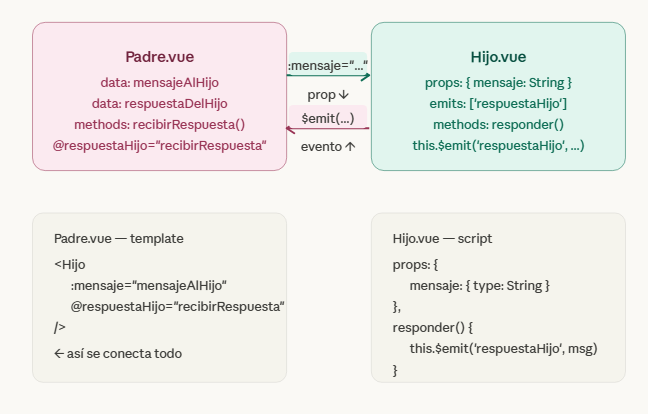 Padre.vue
data: mensajeAlHijo
data: respuestaDelHijo
methods: recibirRespuesta()
@respuestaHijo="recibirRespuesta"
:mensaje="..."
prop ↓
$emit(...)
evento ↑
Hijo.vue
props: { mensaje: String }
emits: ['respuestaHijo']
methods: responder()
this.$emit('respuestaHijo', ...)
Padre.vue — template
<Hijo
:mensaje="mensajeAlHijo"
@respuestaHijo="recibirRespuesta"
/>
← así se conecta todo
Hijo.vue — script
props: {
mensaje: { type: String }
},
responder() {
this.$emit('respuestaHijo', msg)
}